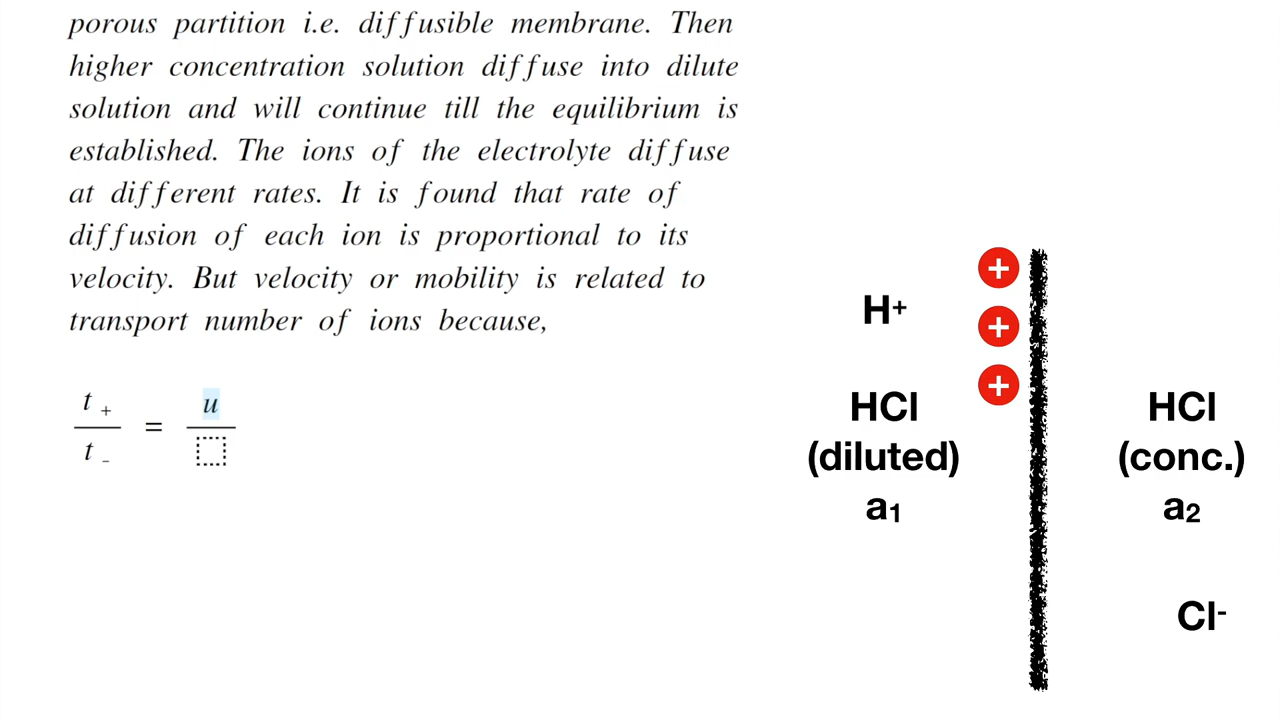 porous partition i.e. diffusible membrane. Then
higher concentration solution diffuse into dilute
solution and will continue till the equilibrium is
established. The ions of the electrolyte diffuse
at different rates. It is found that rate of
diffusion of each ion is proportional to its
velocity. But velocity or mobility is related to
transport number of ions because,
t₊ / t₋ = u /
+
+
+
H⁺
HCl
(diluted)
a₁
HCl
(conc.)
a₂
Cl⁻